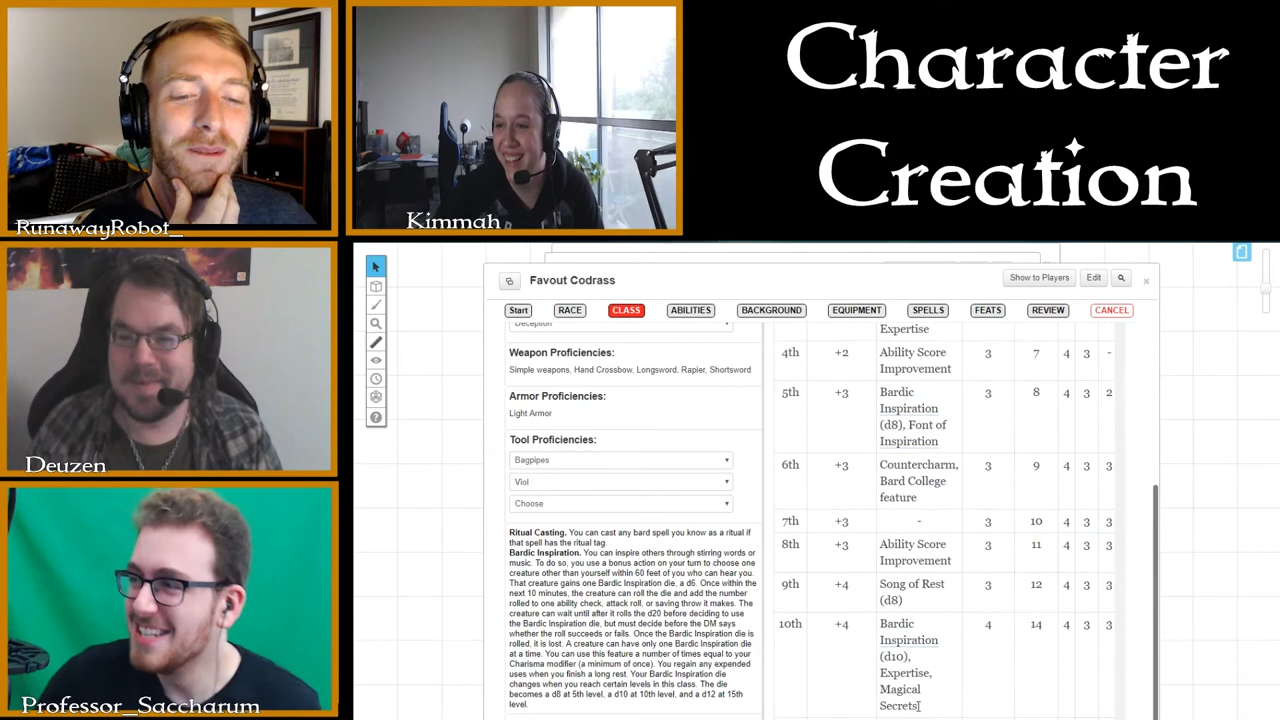 Character
Creation
RunawayRobot_
Kimmah
Deuzen
Professor_Saccharum
Favout Codrass
Show to Players
Edit
Start
RACE
CLASS
ABILITIES
BACKGROUND
EQUIPMENT
SPELLS
FEATS
REVIEW
CANCEL
Deception
Weapon Proficiencies:
Simple weapons, Hand Crossbow, Longsword, Rapier, Shortsword
Armor Proficiencies:
Light Armor
Tool Proficiencies:
Bagpipes
Viol
Choose
Ritual Casting. You can cast any bard spell you know as a ritual if
that spell has the ritual tag.
Bardic Inspiration. You can inspire others through stirring words or
music. To do so, you use a bonus action on your turn to choose one
creature other than yourself within 60 feet of you who can hear you.
That creature gains one Bardic Inspiration die, a d6. Once within the
next 10 minutes, the creature can roll the die and add the number
rolled to one ability check, attack roll, or saving throw it makes. The
creature can wait until after it rolls the d20 before deciding to use
the Bardic Inspiration die, but must decide before the DM says
whether the roll succeeds or fails. Once the Bardic Inspiration die is
rolled, it is lost. A creature can have only one Bardic Inspiration die
at a time. You can use this feature a number of times equal to your
Charisma modifier (a minimum of once). You regain any expended
uses when you finish a long rest. Your Bardic Inspiration die
changes when you reach certain levels in this class. The die
becomes a d8 at 5th level, a d10 at 10th level, and a d12 at 15th
level.
Expertise
4th +2 Ability Score 3 7 4 3 -
Improvement
5th +3 Bardic 3 8 4 3 2
Inspiration
(d8), Font of
Inspiration
6th +3 Countercharm, 3 9 4 3 3
Bard College
feature
7th +3 - 3 10 4 3 3
8th +3 Ability Score 3 11 4 3 3
Improvement
9th +4 Song of Rest 3 12 4 3 3
(d8)
10th +4 Bardic 4 14 4 3 3
Inspiration
(d10),
Expertise,
Magical
Secrets